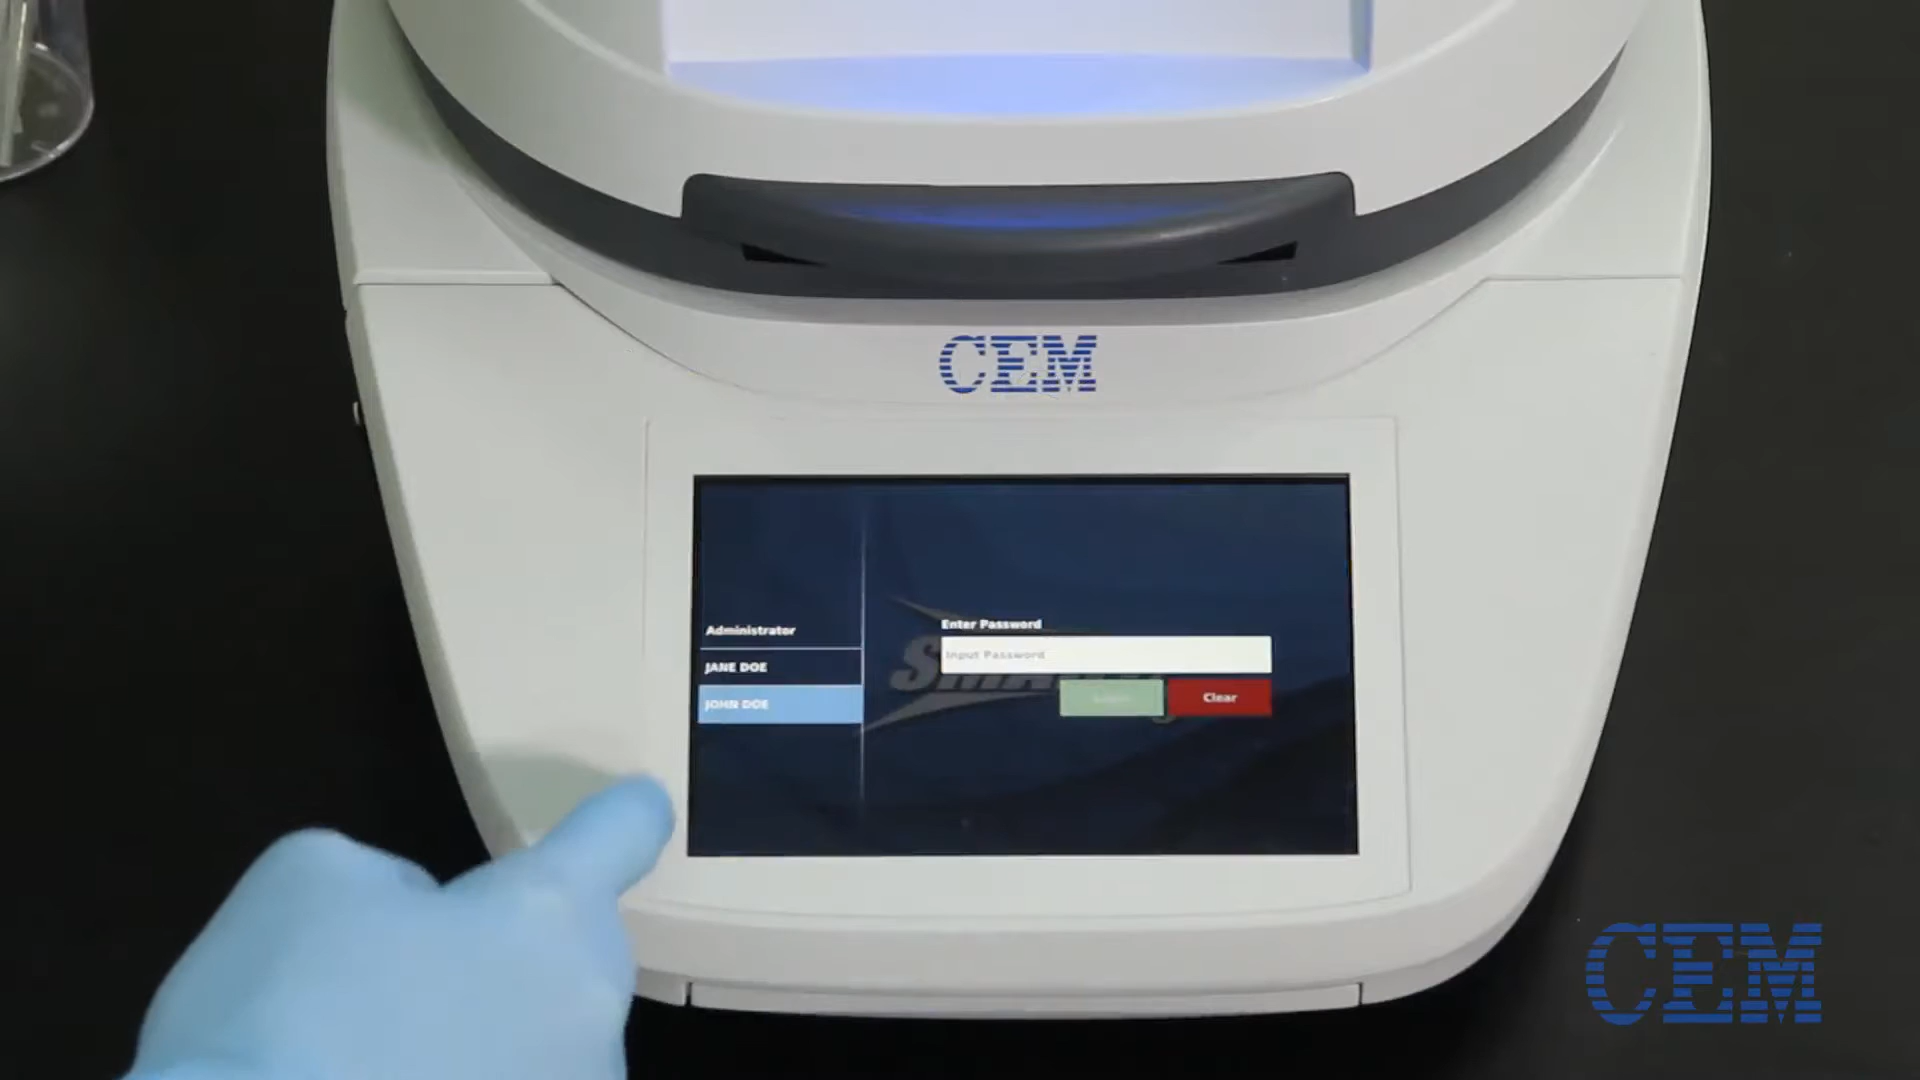 CEM
Administrator
JANE DOE
JOHN DOE
Enter Password
Input Password
Clear
CEM